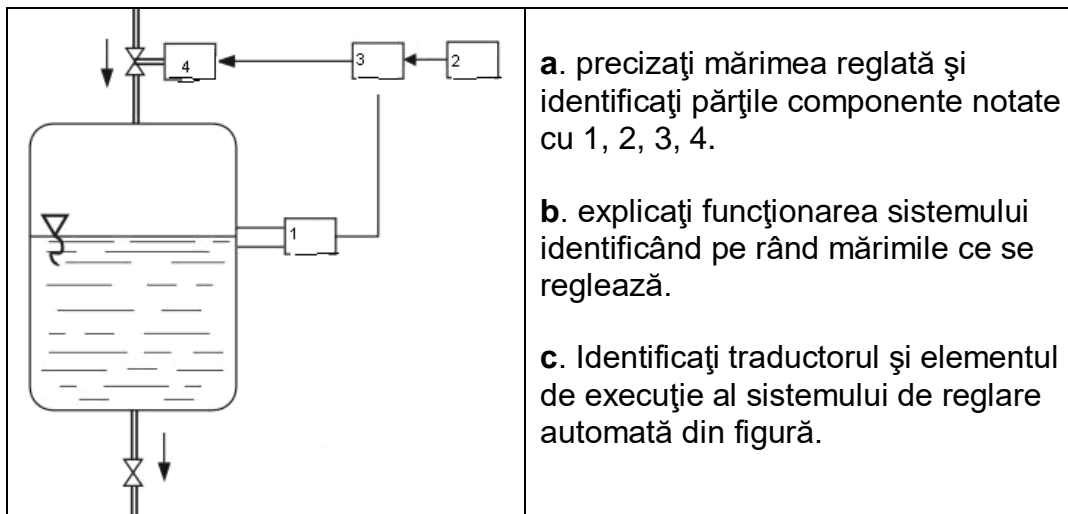 4
3
2
1
a. precizaţi mărimea reglată şi
identificaţi părţile componente notate
cu 1, 2, 3, 4.
b. explicaţi funcţionarea sistemului
identificând pe rând mărimile ce se
reglează.
c. Identificaţi traductorul şi elementul
de execuţie al sistemului de reglare
automată din figură.